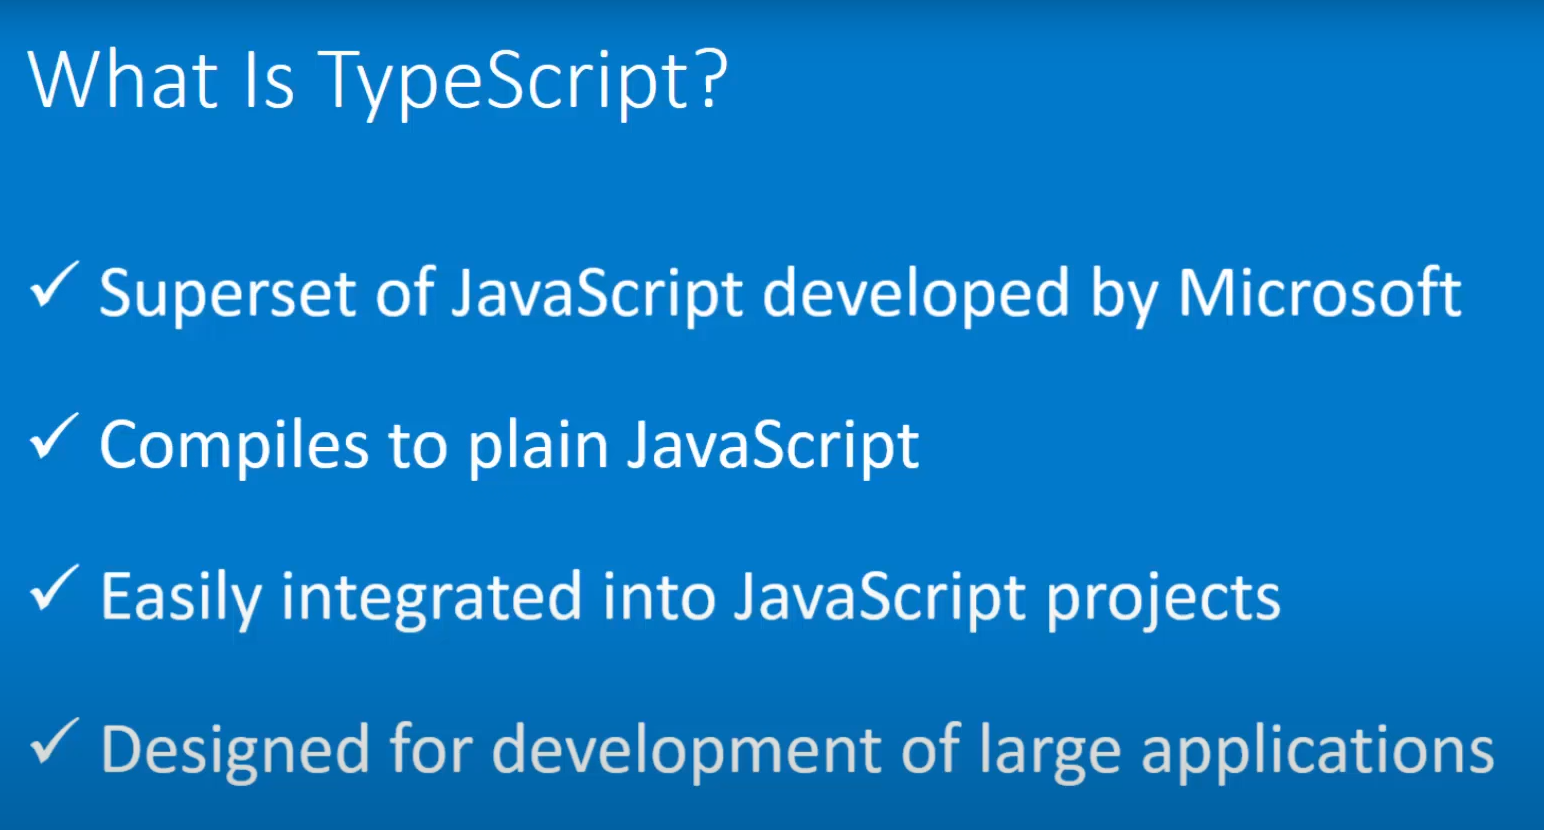 What Is TypeScript?
✓ Superset of JavaScript developed by Microsoft
✓ Compiles to plain JavaScript
✓ Easily integrated into JavaScript projects
✓ Designed for development of large applications